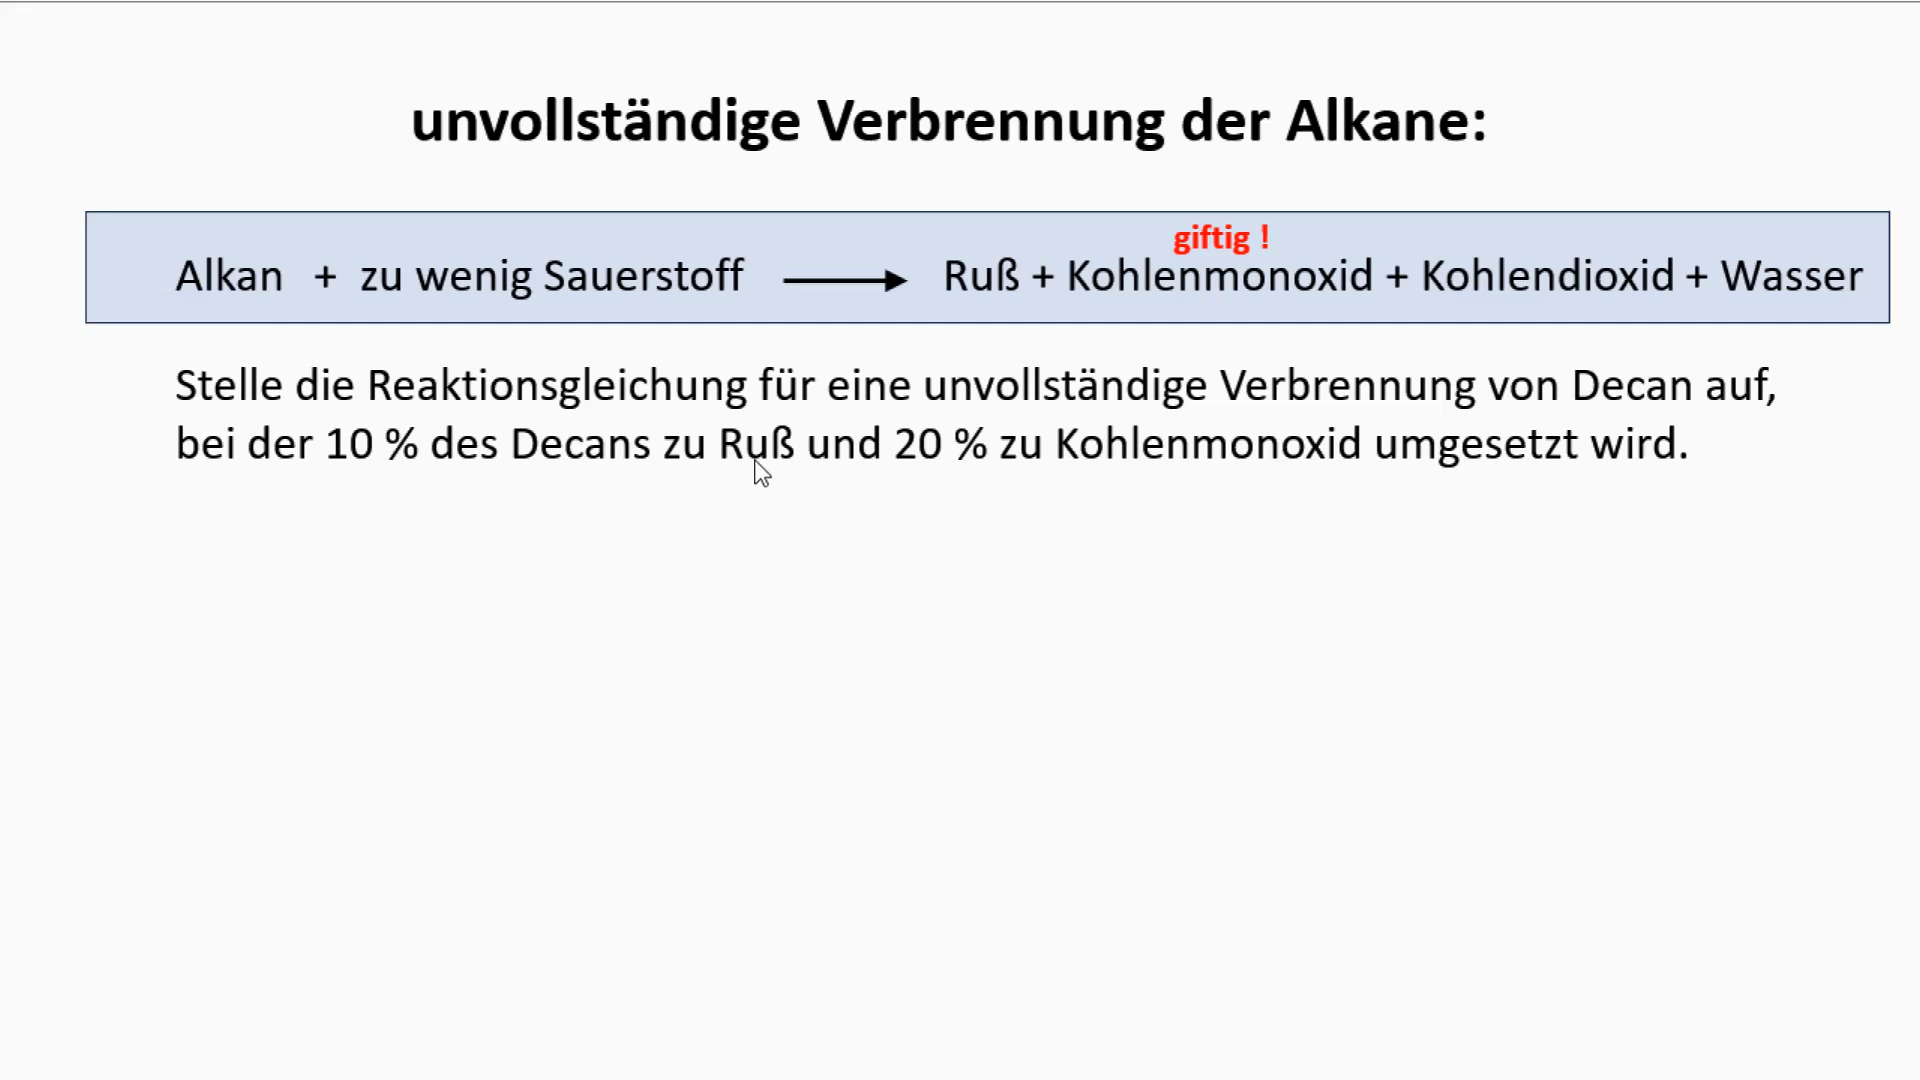 unvollständige Verbrennung der Alkane:
giftig !
Alkan + zu wenig Sauerstoff ⟶ Ruß + Kohlenmonoxid + Kohlendioxid + Wasser
Stelle die Reaktionsgleichung für eine unvollständige Verbrennung von Decan auf,
bei der 10 % des Decans zu Ruß und 20 % zu Kohlenmonoxid umgesetzt wird.